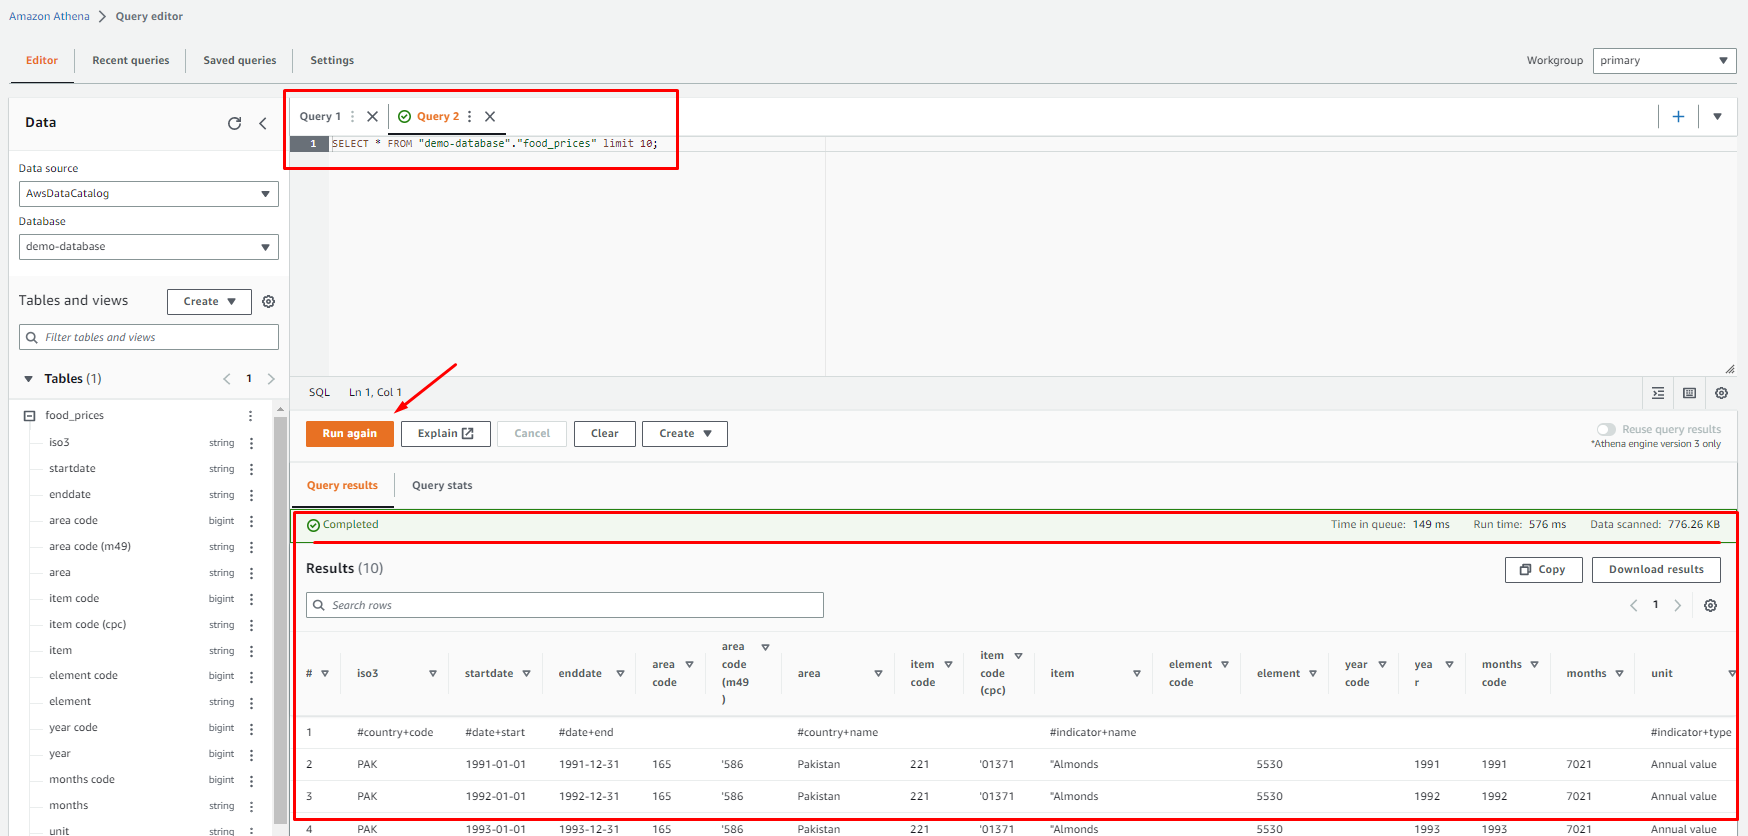 Amazon Athena > Query editor
Editor Recent queries Saved queries Settings
Workgroup primary
Data
Data source
AwsDataCatalog
Database
demo-database
Tables and views Create
Filter tables and views
Tables (1) < 1 >
food_prices
iso3 string
startdate string
enddate string
area code bigint
area code (m49) string
area string
item code bigint
item code (cpc) string
item string
element code bigint
element string
year code bigint
year bigint
months code bigint
months string
unit string
Query 1 Query 2
1 SELECT * FROM "demo-database"."food_prices" limit 10;
SQL Ln 1, Col 1
Run again Explain Cancel Clear Create
Reuse query results
*Athena engine version 3 only
Query results Query stats
Completed Time in queue: 149 ms Run time: 576 ms Data scanned: 776.26 KB
Results (10) Copy Download results
Search rows < 1 >
# iso3 startdate enddate area code area code (m49) area item code item code (cpc) item element code element year code year months code months unit
1 #country+code #date+start #date+end #country+name #indicator+name #indicator+type
2 PAK 1991-01-01 1991-12-31 165 '586 Pakistan 221 '01371 "Almonds 5530 1991 1991 7021 Annual value
3 PAK 1992-01-01 1992-12-31 165 '586 Pakistan 221 '01371 "Almonds 5530 1992 1992 7021 Annual value
4 PAK 1993-01-01 1993-12-31 165 '586 Pakistan 221 '01371 "Almonds 5530 1993 1993 7021 Annual value